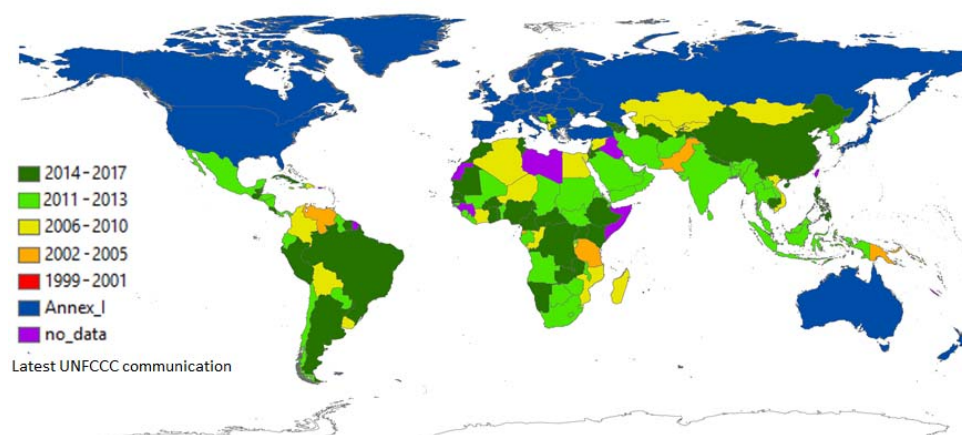 2014-2017
2011-2013
2006-2010
2002-2005
1999-2001
Annex_I
no_data
Latest UNFCCC communication